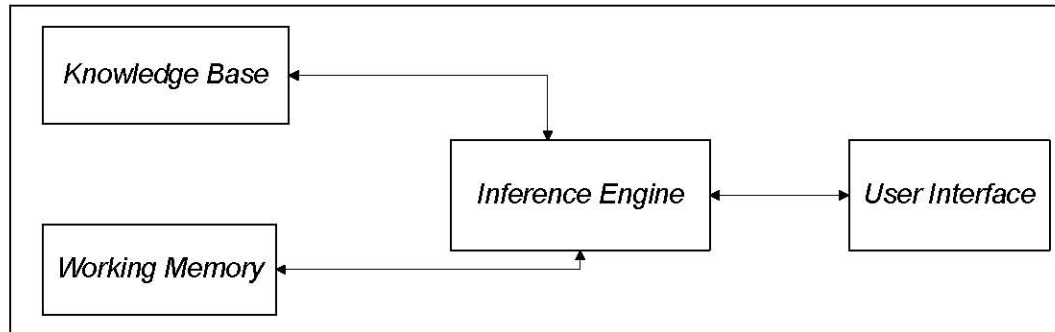 Knowledge Base
Inference Engine
User Interface
Working Memory